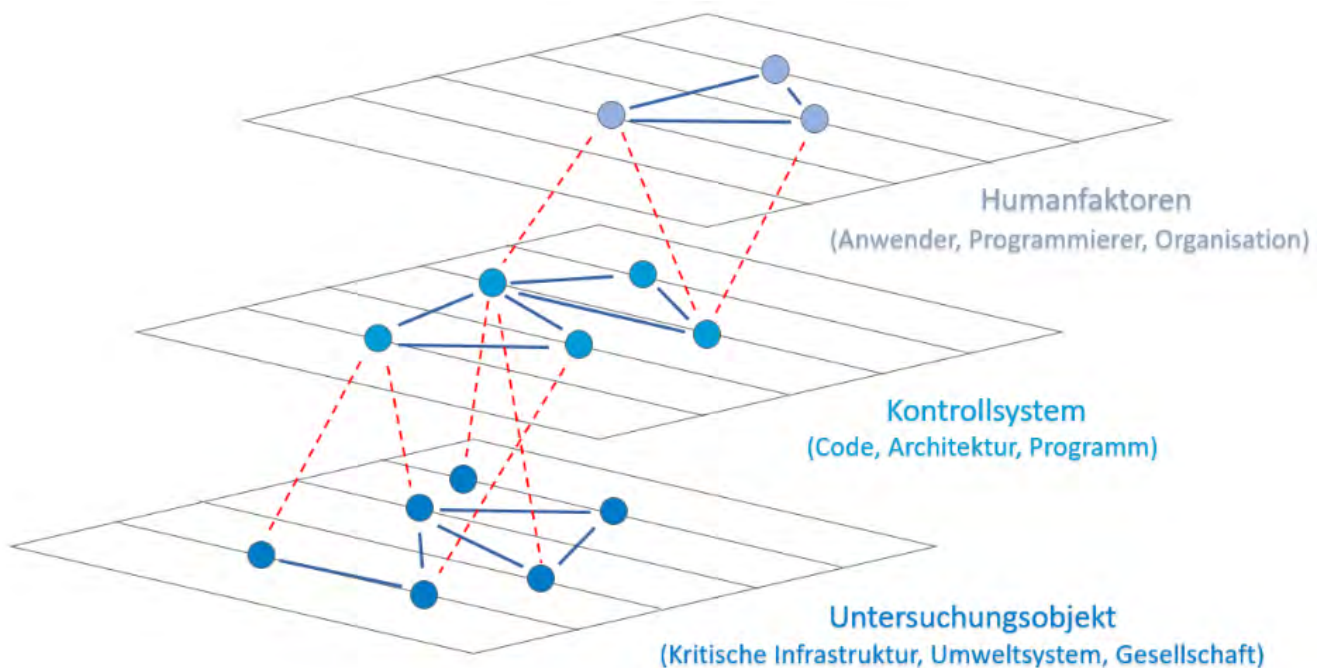 Humanfaktoren
(Anwender, Programmierer, Organisation)
Kontrollsystem
(Code, Architektur, Programm)
Untersuchungsobjekt
(Kritische Infrastruktur, Umweltsystem, Gesellschaft)